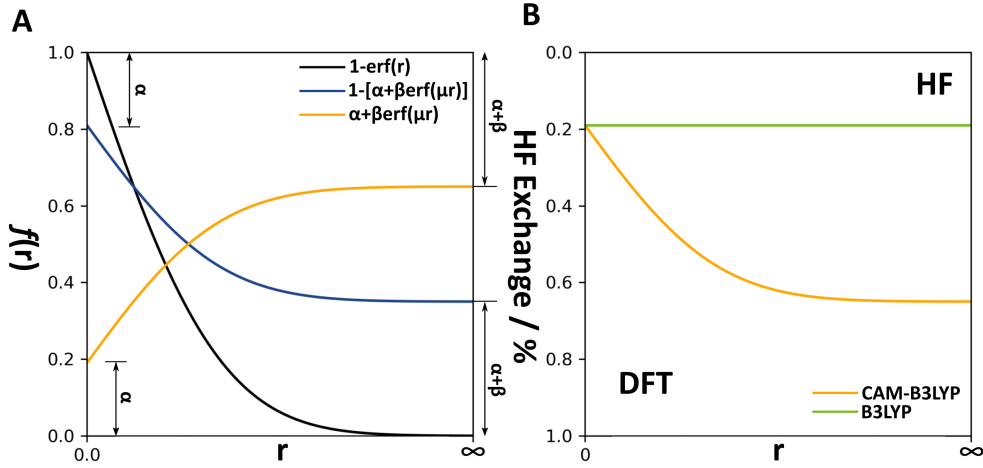 A
1.0
0.8
0.6
0.4
0.2
0.0
f(r)
α
α
1-erf(r)
1-[α+βerf(μr)]
α+βerf(μr)
α+β
α+β
0.0
r
∞
B
HF Exchange / %
0.0
0.2
0.4
0.6
0.8
1.0
HF
DFT
CAM-B3LYP
B3LYP
0
r
∞